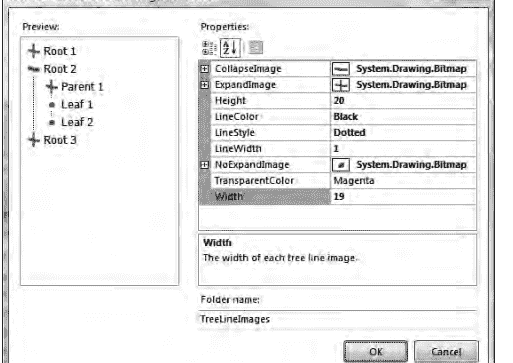 Preview:
Root 1
Root 2
Parent 1
Leaf 1
Leaf 2
Root 3
Properties:
CollapseImage System.Drawing.Bitmap
ExpandImage System.Drawing.Bitmap
Height 20
LineColor Black
LineStyle Dotted
LineWidth 1
NoExpandImage System.Drawing.Bitmap
TransparentColor Magenta
Width 19
Width
The width of each tree line image.
Folder name:
TreeLineImages
OK Cancel